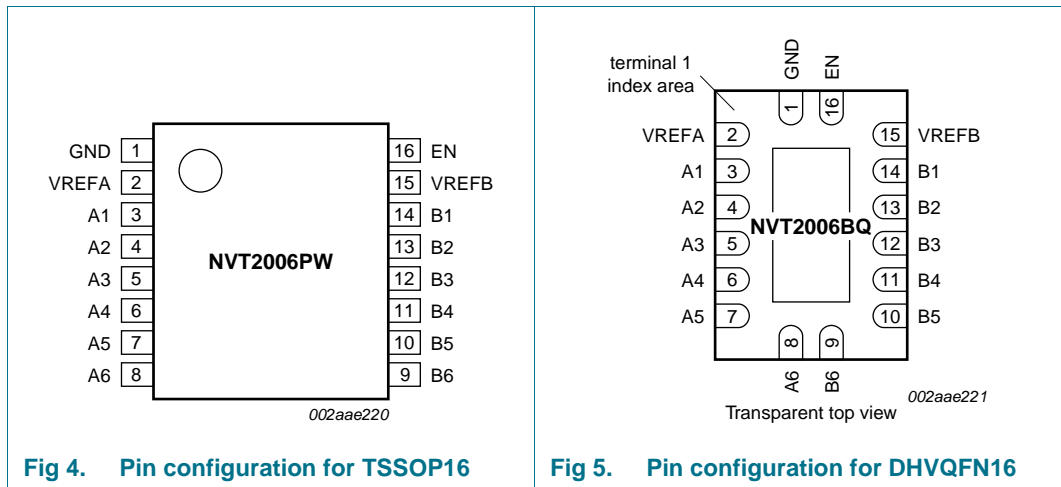 GND 1
16 EN
VREFA 2
15 VREFB
A1 3
14 B1
A2 4
13 B2
A3 5
12 B3
A4 6
11 B4
A5 7
10 B5
A6 8
9 B6
NVT2006PW
002aae220
Fig 4. Pin configuration for TSSOP16
terminal 1
index area
GND
EN
1
16
VREFA 2
15 VREFB
A1 3
14 B1
A2 4
13 B2
NVT2006BQ
A3 5
12 B3
A4 6
11 B4
A5 7
10 B5
8
9
A6
B6
002aae221
Transparent top view
Fig 5. Pin configuration for DHVQFN16